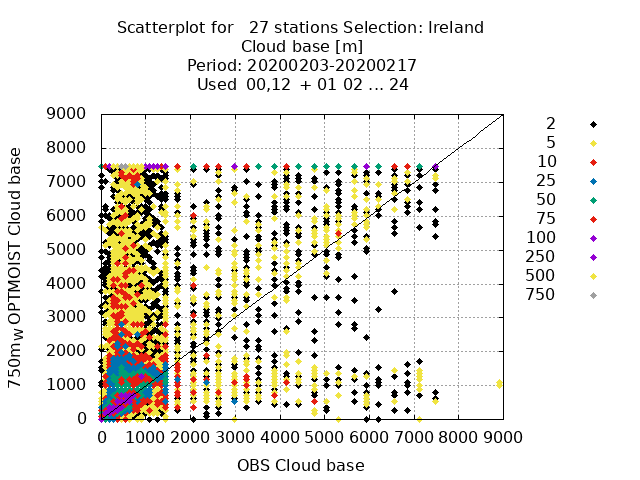 Scatterplot for 27 stations Selection: Ireland
Cloud base [m]
Period: 20200203-20200217
Used 00,12 + 01 02 ... 24
9000
8000
7000
6000
5000
4000
3000
2000
1000
0
750mW OPTMOIST Cloud base
0 1000 2000 3000 4000 5000 6000 7000 8000 9000
OBS Cloud base
2
5
10
25
50
75
100
250
500
750